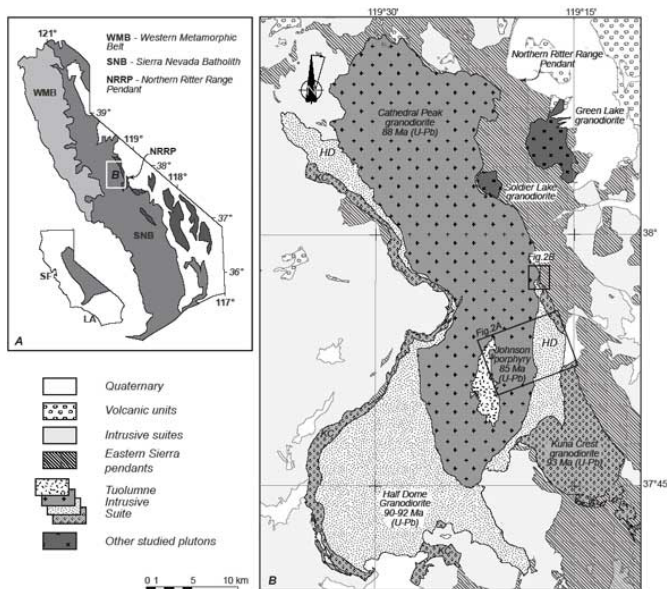 121°
WMB - Western Metamorphic
Belt
SNB - Sierra Nevada Batholith
NRRP - Northern Ritter Range
Pendant
WMB
39°
119°
NRRP
38°
B
118°
37°
SNB
36°
117°
SF
LA
A
Quaternary
Volcanic units
Intrusive suites
Eastern Sierra
pendants
Tuolumne
Intrusive
Suite
Other studied plutons
0 1 5 10 km
119°30
119°15
Northern Ritter Range
Pendant
N
Green Lake
granodiorite
Cathedral Peak
granodiorite
88 Ma (U-Pb)
HD
KC
Soldier Lake
granodiorite
38°
Fig.2B
Fig.2A
HD
Johnson
porphyry
85 Ma
(U-Pb)
KC
Kuna Crest
granodiorite
93 Ma (U-Pb)
37°45
Half Dome
Granodiorite
90-92 Ma
(U-Pb)
B